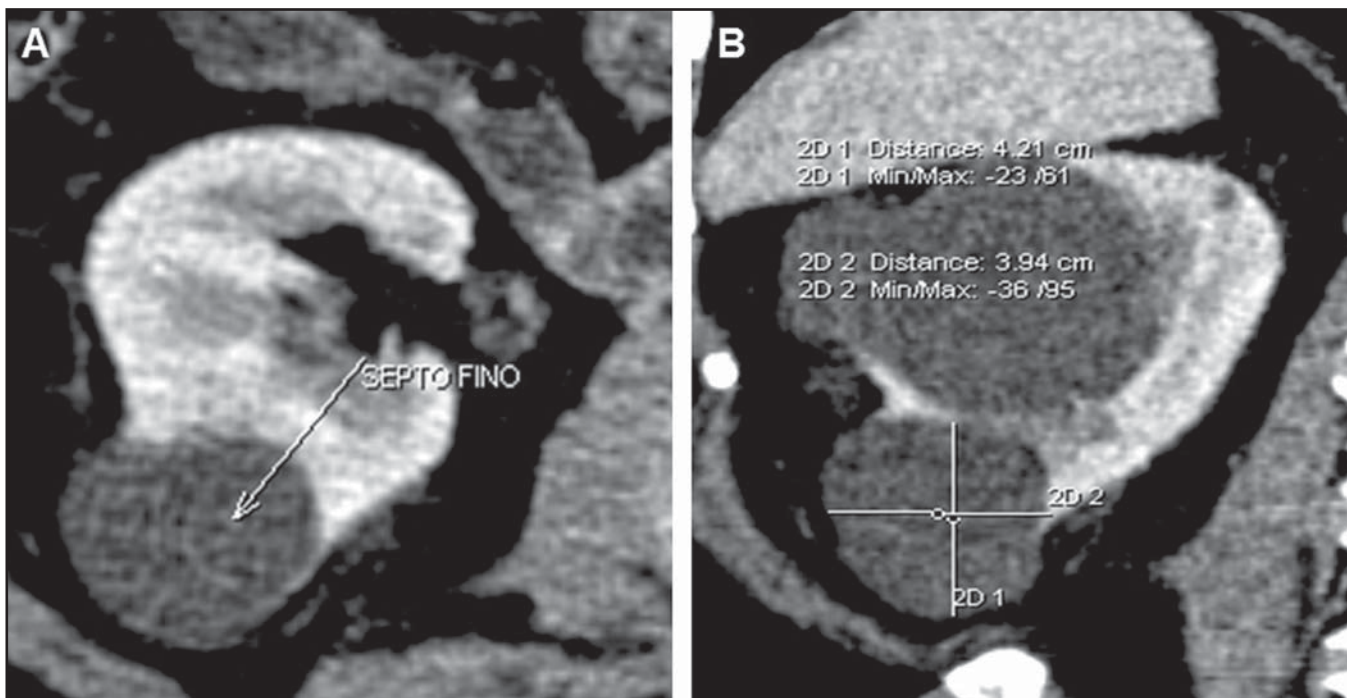 A
SEPTO FINO
B
2D 1 Distance: 4.21 cm
2D 1 Min/Max: -23 /61
2D 2 Distance: 3.94 cm
2D 2 Min/Max: -36 /95
2D 2
2D 1